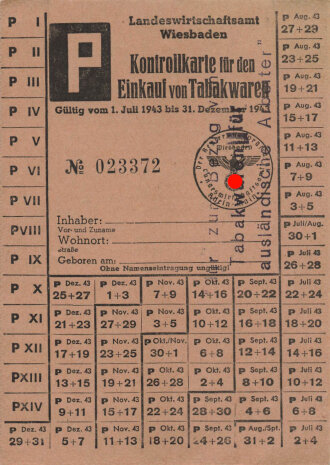 Landeswirtschaftsamt
Wiesbaden
P
Kontrollkarte für den
Einkauf von Tabakwaren
Gültig vom 1. Juli 1943 bis 31. Dezember
№ 023372
Inhaber:
Vor- und Zuname
Wohnort:
Straße
Geboren am:
Ohne Namenseintragung ungültig!
zum Bezug von
Tabakwaren für
ausländische Arbeiter"
Wiesbaden
P I
P II
P III
P IV
P V
P VI
P VII
P VIII
P IX
P Aug. 43
27+29
P Aug. 43
23+25
P Aug. 43
19+21
P Aug. 43
15+17
P Aug. 43
11+13
P Aug. 43
7+9
P Aug. 43
3+5
P Juli/Aug.
30+1
P Juli 43
26+28
P X
P Dez. 43 P Dez. 43 P Nov. 43 P Okt. 43 P Sept. 43 P Juli 43
25+27 1+3 7+9 14+16 20+22 22+24
P XI
P Dez. 43 P Nov. 43 P Nov. 43 P Okt. 43 P Sept. 43 P Juli 43
21+23 27+29 3+5 10+12 16+18 18+20
P XII
P Dez. 43 P Nov. 43 P Okt./Nov. P Okt. 43 P Sept. 43 P Juli 43
17+19 23+25 30+1 6+8 12+14 14+16
P XIII
P Dez. 43 P Nov. 43 P Okt. 43 P Okt. 43 P Sept. 43 P Juli 43
13+15 19+21 26+28 2+4 8+10 10+12
P XIV
P Dez. 43 P Nov. 43 P Okt. 43 P Sept. 43 P Sept. 43 P Juli 43
9+11 15+17 22+24 28+30 4+6 6+8
P Dez. 43 P Dez. 43 P Nov. 43 P Okt. 43 P Sept. 43 P Aug./Spt. P Juli 43
29+31 5+7 11+13 18+20 24+26 31+2 2+4